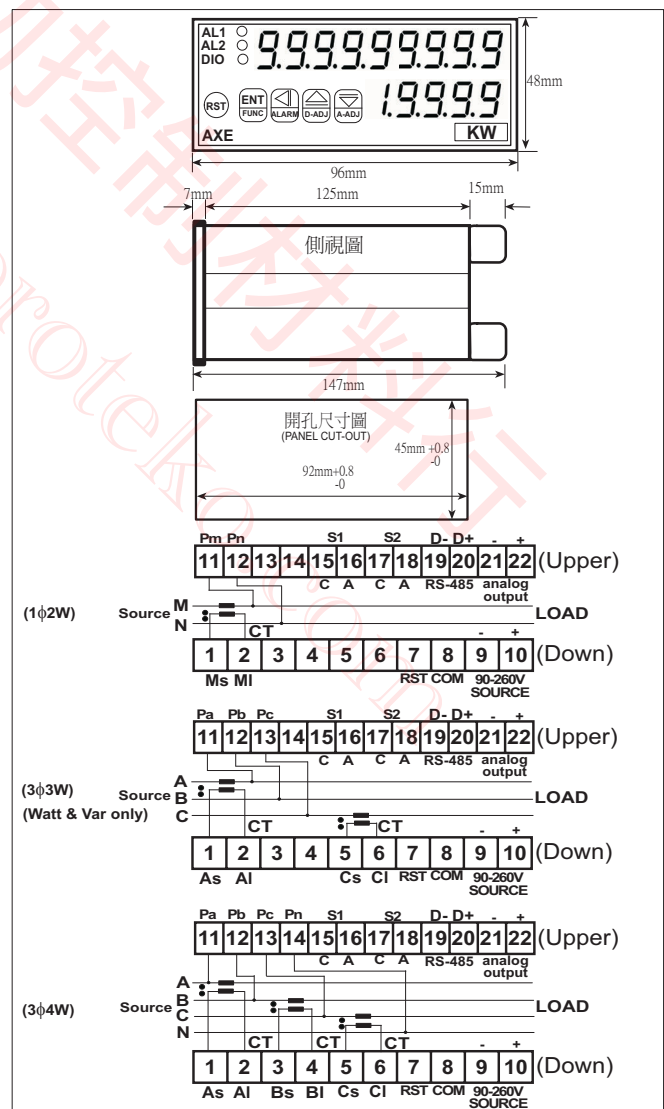 AL1
AL2
DIO
9.9.9.9.9.9.9.9.9
1.9.9.9.9
RST
ENT
FUNC
ALARM
D-ADJ
A-ADJ
AXE
KW
48mm
96mm
7mm
125mm
15mm
側視圖
147mm
開孔尺寸圖
(PANEL CUT-OUT)
45mm +0.8
-0
92mm+0.8
-0
Pm Pn S1 S2 D- D+ - +
11 12 13 14 15 16 17 18 19 20 21 22 (Upper)
C A C A RS-485 analog
output
(1ϕ2W) Source M
N
LOAD
CT
- +
1 2 3 4 5 6 7 8 9 10 (Down)
Ms Ml RST COM 90-260V
SOURCE
Pa Pb Pc S1 S2 D- D+ - +
11 12 13 14 15 16 17 18 19 20 21 22 (Upper)
C A C A RS-485 analog
output
A
(3ϕ3W) Source B LOAD
(Watt & Var only) C
CT CT
- +
1 2 3 4 5 6 7 8 9 10 (Down)
As Al Cs Cl RST COM 90-260V
SOURCE
Pa Pb Pc Pn S1 S2 D- D+ - +
11 12 13 14 15 16 17 18 19 20 21 22 (Upper)
C A C A RS-485 analog
output
A
(3ϕ4W) Source B LOAD
C
N
CT CT CT
- +
1 2 3 4 5 6 7 8 9 10 (Down)
As Al Bs Bl Cs Cl RST COM 90-260V
SOURCE
控制材料行
oroteko.com